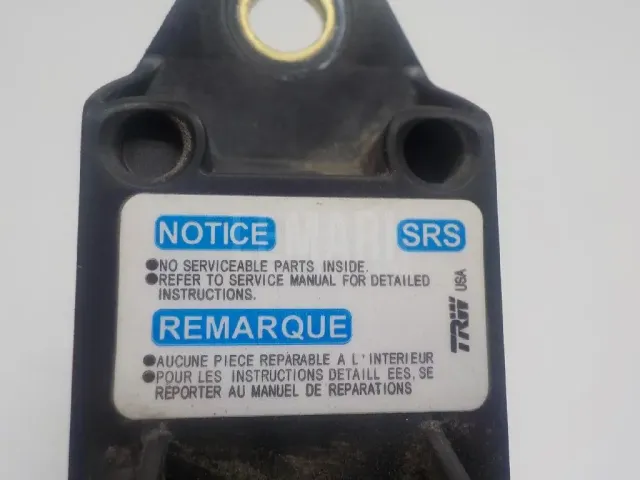 NOTICE SRS
●NO SERVICEABLE PARTS INSIDE.
●REFER TO SERVICE MANUAL FOR DETAILED
INSTRUCTIONS.
TRW USA
REMARQUE
●AUCUNE PIECE REPARABLE A L'INTERIEUR
●POUR LES INSTRUCTIONS DETAILL EES, SE
REPORTER AU MANUEL DE REPARATIONS